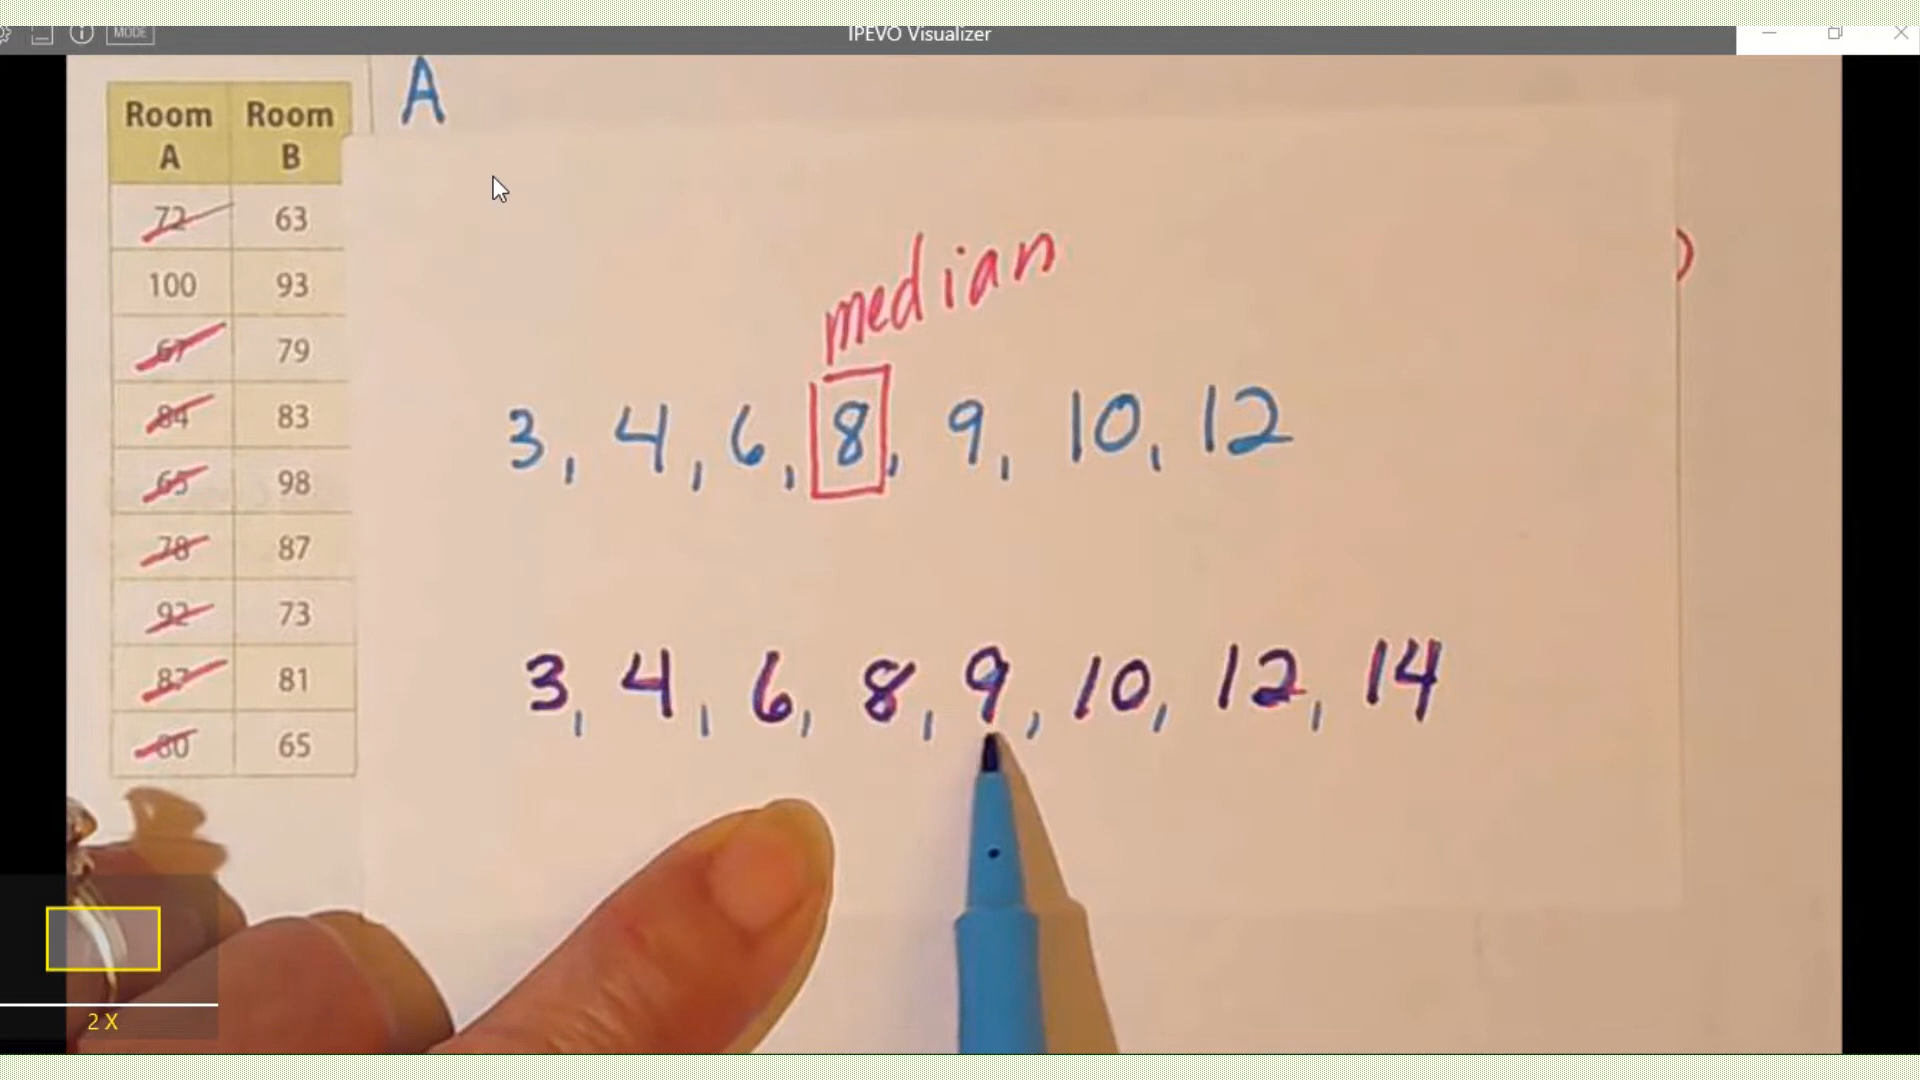 MODE
IPEVO Visualizer
Room A Room B
A
72 63
100 93
67 79
84 83
65 98
78 87
92 73
87 81
80 65
median
3, 4, 6, 8, 9, 10, 12
3, 4, 6, 8, 9, 10, 12, 14
2 X